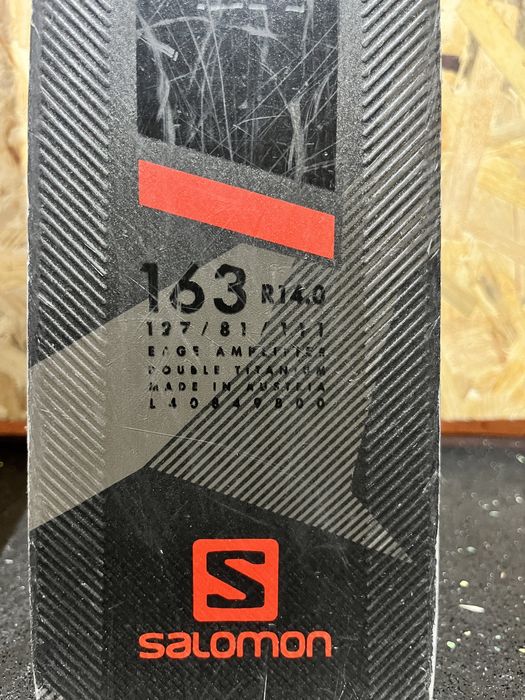 163 R14.0
127/81/111
EDGE AMPLIFIER
DOUBLE TITANIUM
MADE IN AUSTRIA
L40849800
S
SALOMON